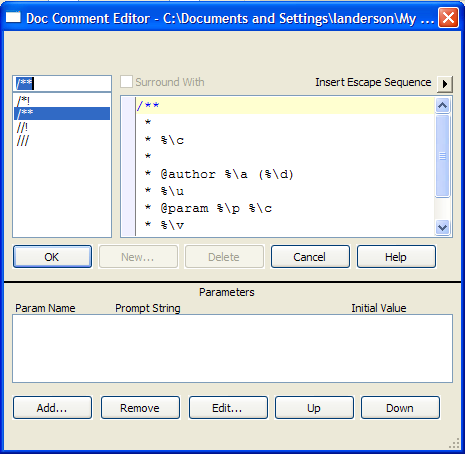 Doc Comment Editor - C:\Documents and Settings\landerson\My ...
/**
Surround With
Insert Escape Sequence
/*!
/**
//!
///
/**
*
* %\c
*
* @author %\a (%\d)
* %\u
* @param %\p %\c
* %\v
OK
New...
Delete
Cancel
Help
Parameters
Param Name
Prompt String
Initial Value
Add...
Remove
Edit...
Up
Down